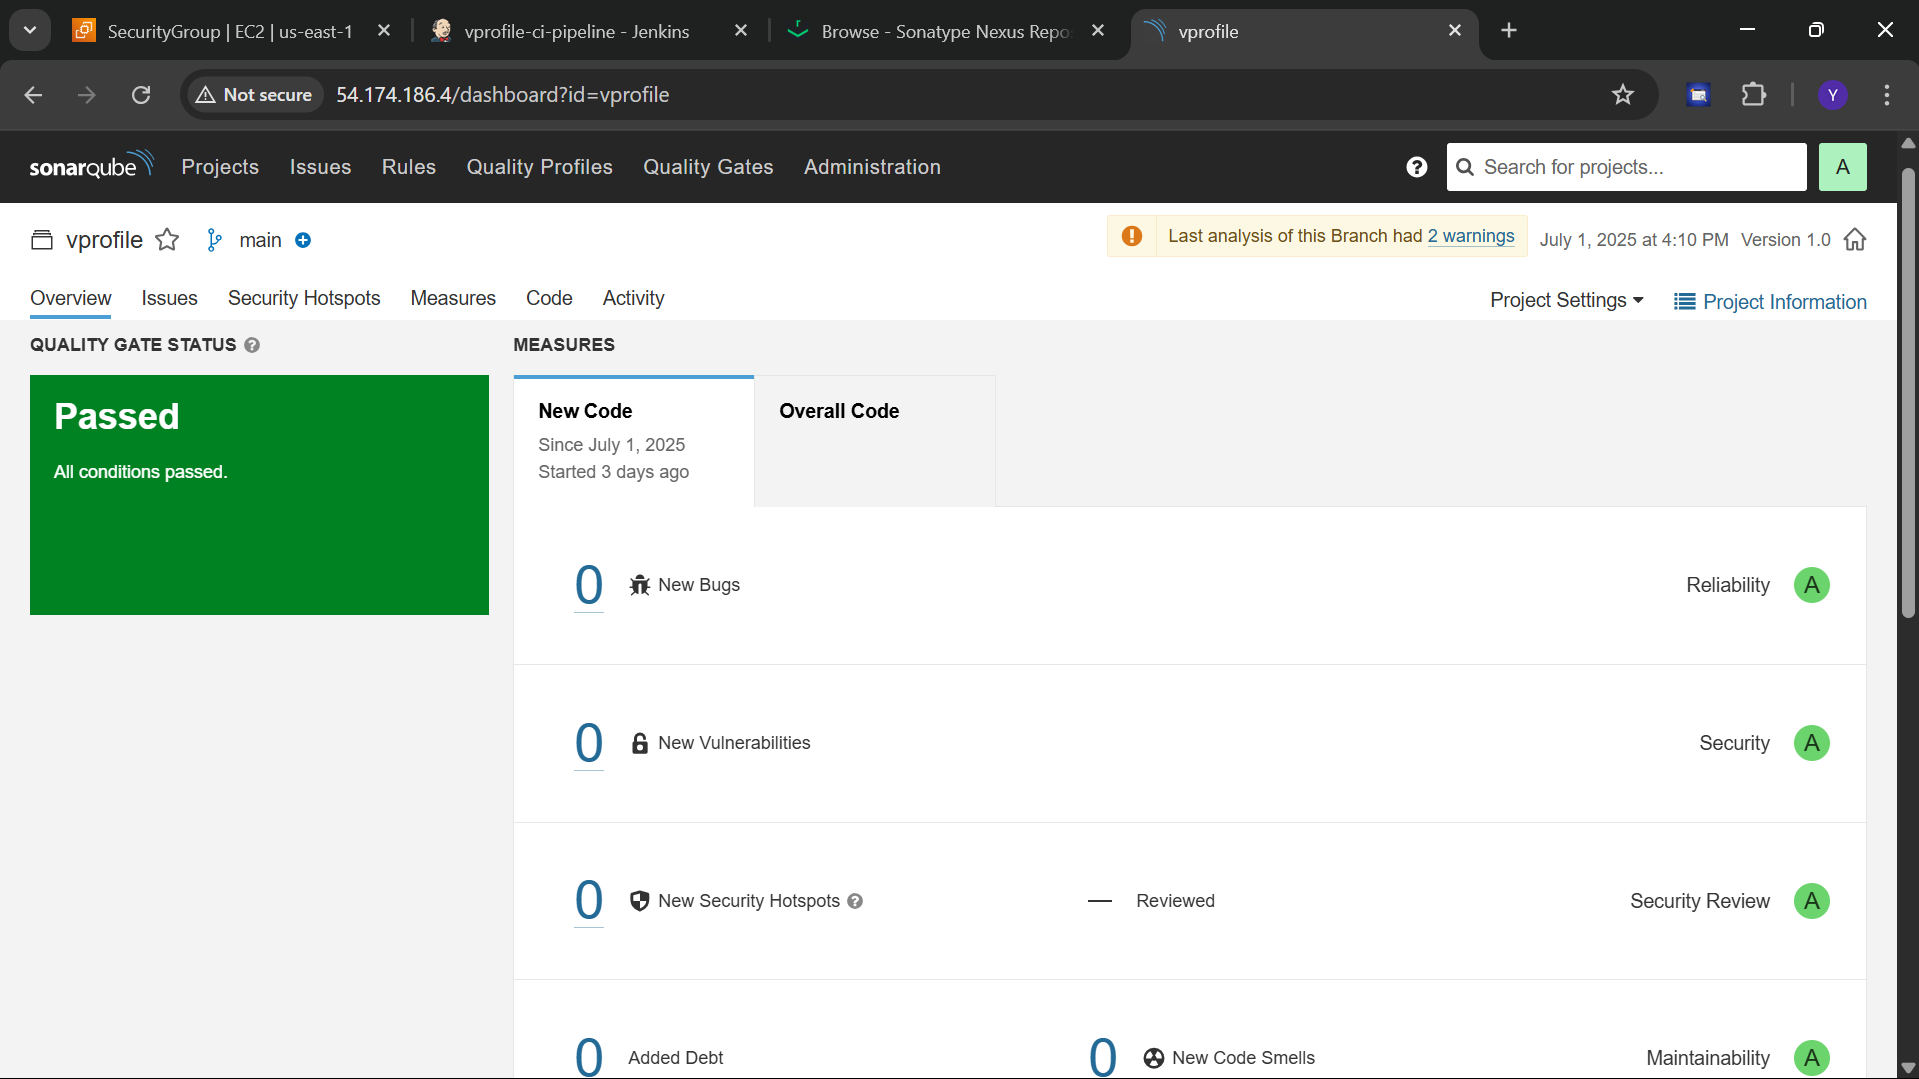 SecurityGroup | EC2 | us-east-1
vprofile-ci-pipeline - Jenkins
Browse - Sonatype Nexus Repo
vprofile
Not secure
54.174.186.4/dashboard?id=vprofile
Y
sonarqube
Projects
Issues
Rules
Quality Profiles
Quality Gates
Administration
Search for projects...
A
vprofile
main
Last analysis of this Branch had 2 warnings
July 1, 2025 at 4:10 PM
Version 1.0
Overview
Issues
Security Hotspots
Measures
Code
Activity
Project Settings
Project Information
QUALITY GATE STATUS
MEASURES
Passed
All conditions passed.
New Code
Since July 1, 2025
Started 3 days ago
Overall Code
0 New Bugs
Reliability A
0 New Vulnerabilities
Security A
0 New Security Hotspots
— Reviewed
Security Review A
0 Added Debt
0 New Code Smells
Maintainability A